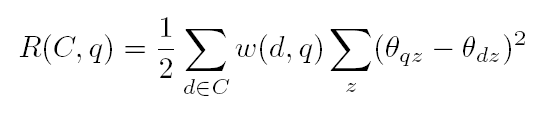 R(C, q) = \frac{1}{2} \sum_{d \in C} w(d, q) \sum_{z} (\theta_{qz} - \theta_{dz})^2